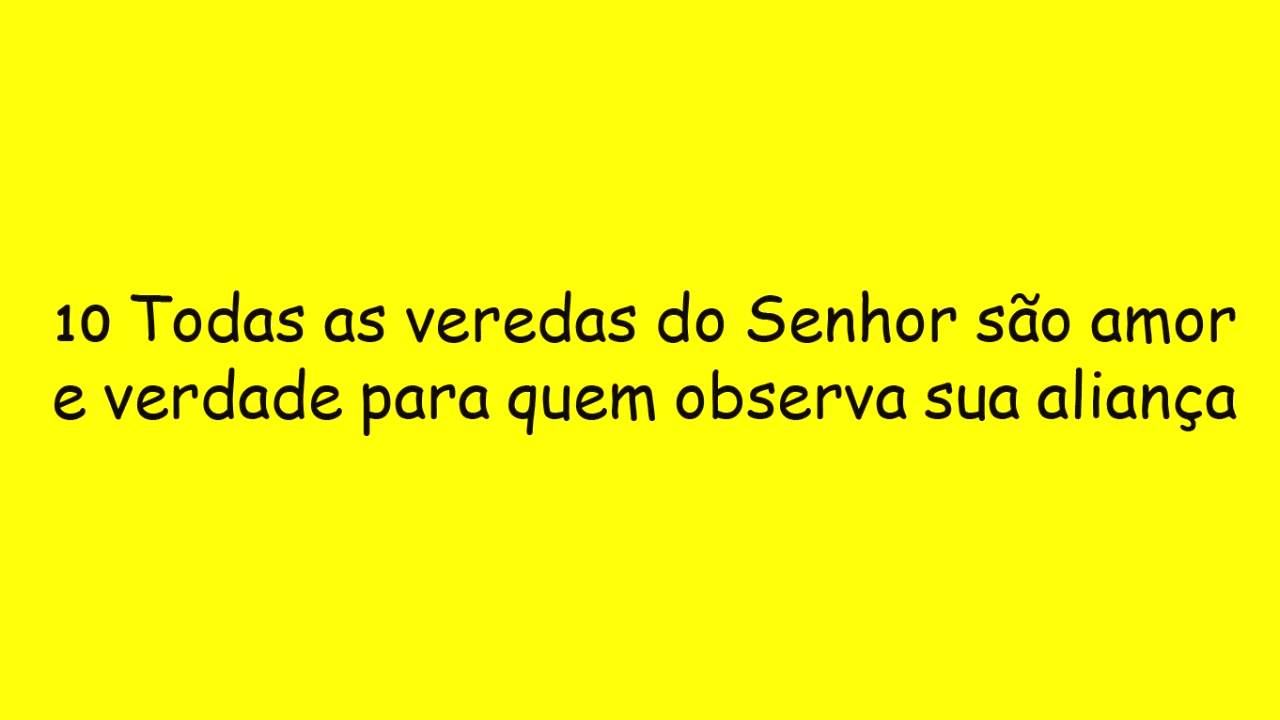 10 Todas as veredas do Senhor são amor
e verdade para quem observa sua aliança